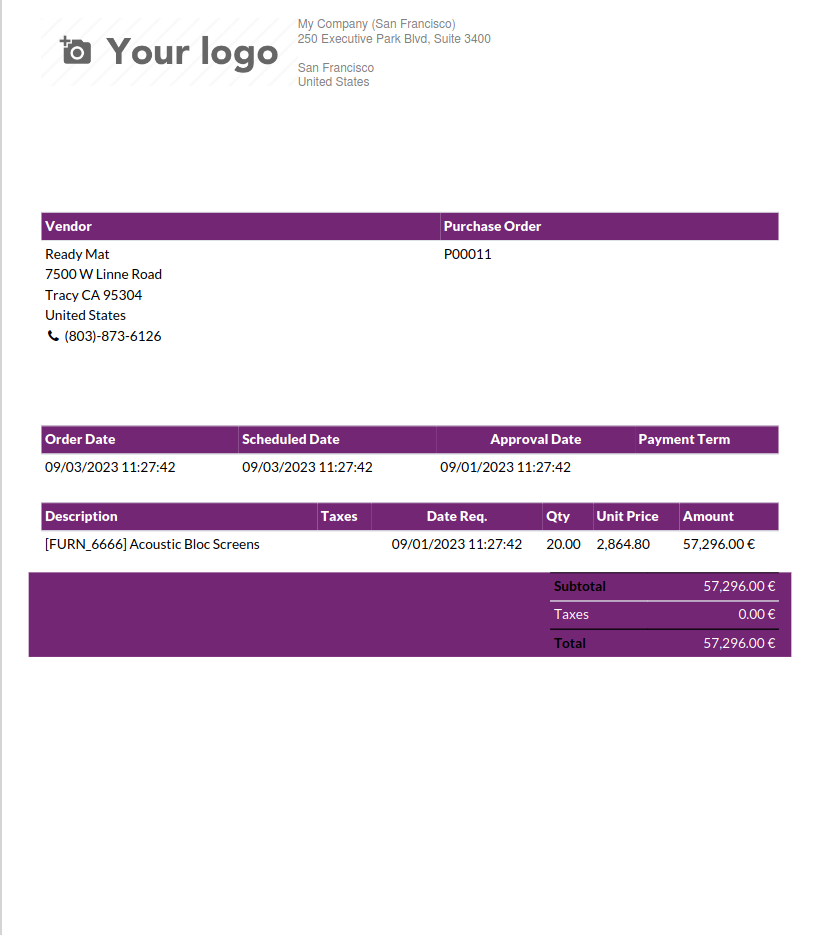 Your logo
My Company (San Francisco)
250 Executive Park Blvd, Suite 3400
San Francisco
United States
Vendor Purchase Order
Ready Mat P00011
7500 W Linne Road
Tracy CA 95304
United States
(803)-873-6126
Order Date Scheduled Date Approval Date Payment Term
09/03/2023 11:27:42 09/03/2023 11:27:42 09/01/2023 11:27:42
Description Taxes Date Req. Qty Unit Price Amount
[FURN_6666] Acoustic Bloc Screens 09/01/2023 11:27:42 20.00 2,864.80 57,296.00 €
Subtotal 57,296.00 €
Taxes 0.00 €
Total 57,296.00 €